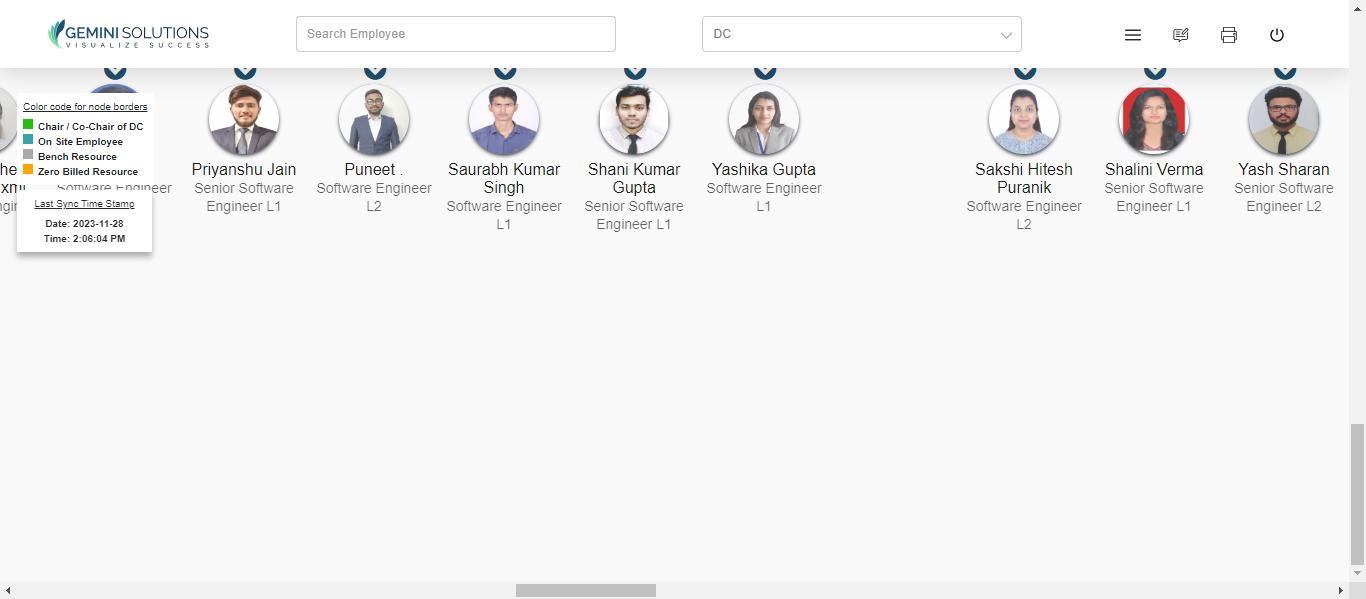 GEMINI SOLUTIONS
VISUALIZE SUCCESS
Search Employee
DC
Color code for node borders
Chair / Co-Chair of DC
On Site Employee
Bench Resource
Zero Billed Resource
Last Sync Time Stamp
Date: 2023-11-28
Time: 2:06:04 PM
Software Engineer
Priyanshu Jain
Senior Software
Engineer L1
Puneet .
Software Engineer
L2
Saurabh Kumar
Singh
Software Engineer
L1
Shani Kumar
Gupta
Senior Software
Engineer L1
Yashika Gupta
Software Engineer
L1
Sakshi Hitesh
Puranik
Software Engineer
L2
Shalini Verma
Senior Software
Engineer L1
Yash Sharan
Senior Software
Engineer L2